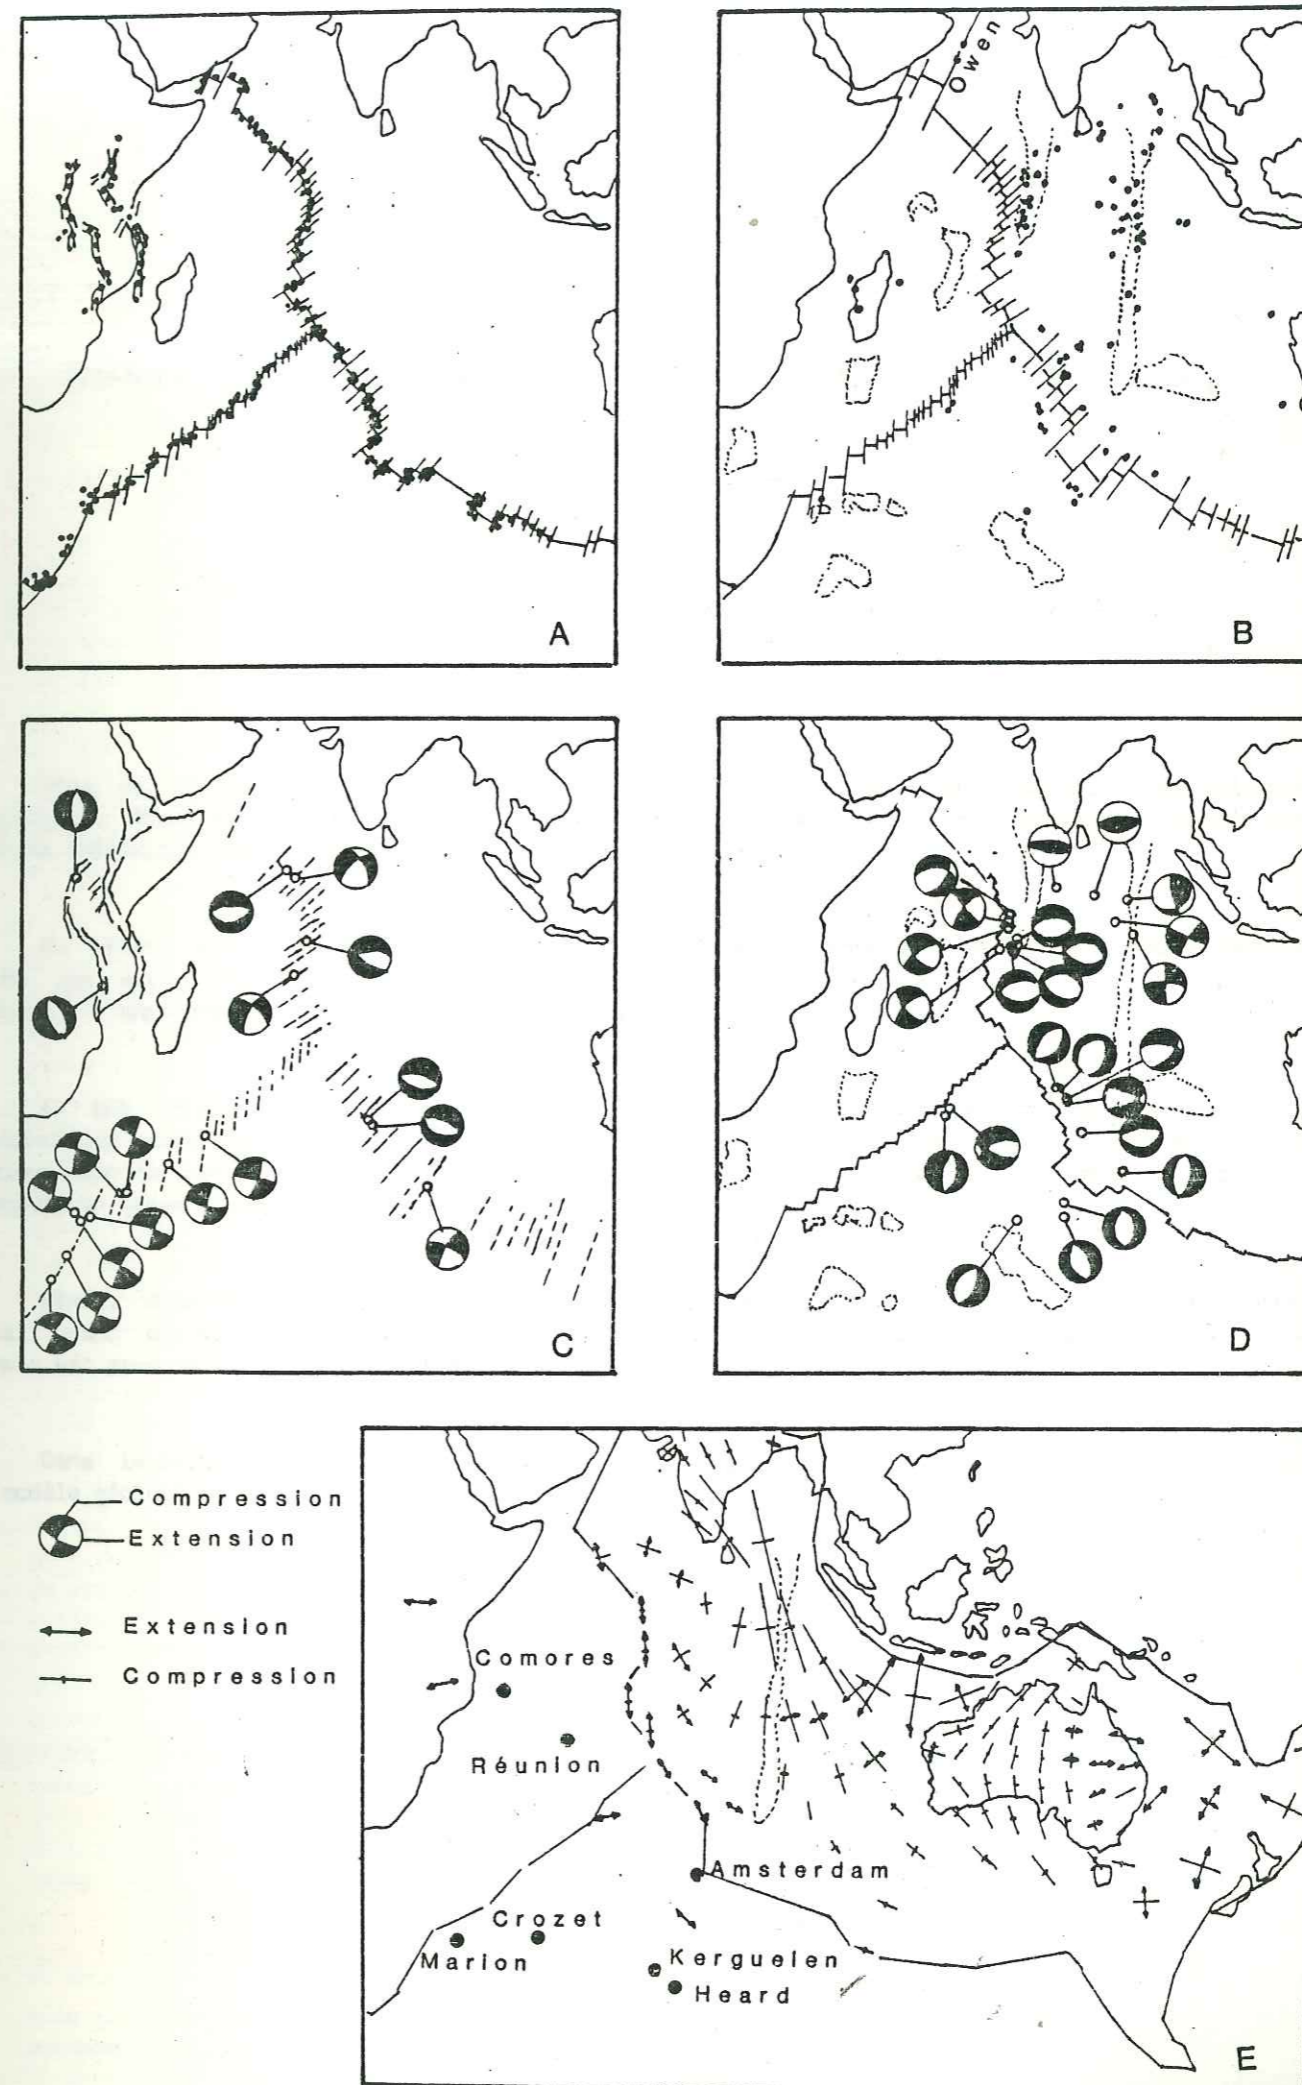 Owen
A
B
C
D
Compression
Extension
Extension
Compression
Comores
Réunion
Amsterdam
Crozet
Marion
Kerguelen
Heard
E